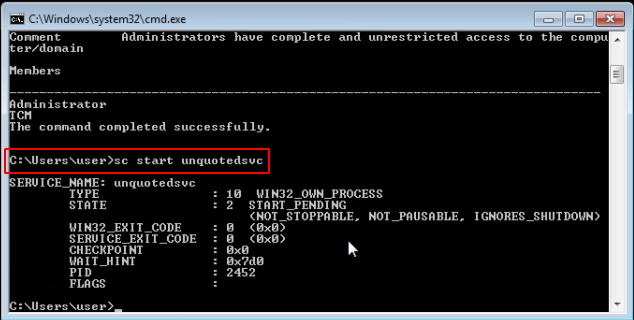 C:\Windows\system32\cmd.exe
Comment        Administrators have complete and unrestricted access to the compu
ter/domain
Members
-------------------------------------------------------------------------------
Administrator
TCM
The command completed successfully.
C:\Users\user>sc start unquotedsvc
SERVICE_NAME: unquotedsvc
        TYPE               : 10  WIN32_OWN_PROCESS
        STATE              : 2  START_PENDING
                                (NOT_STOPPABLE, NOT_PAUSABLE, IGNORES_SHUTDOWN)
        WIN32_EXIT_CODE    : 0  (0x0)
        SERVICE_EXIT_CODE  : 0  (0x0)
        CHECKPOINT         : 0x0
        WAIT_HINT          : 0x7d0
        PID                : 2452
        FLAGS              :
C:\Users\user>_